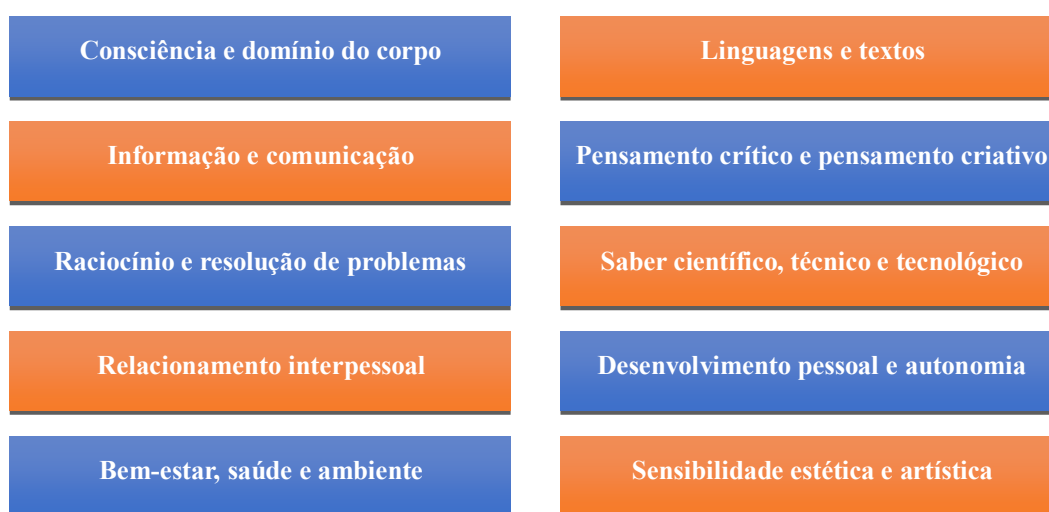 Consciência e domínio do corpo
Linguagens e textos
Informação e comunicação
Pensamento crítico e pensamento criativo
Raciocínio e resolução de problemas
Saber científico, técnico e tecnológico
Relacionamento interpessoal
Desenvolvimento pessoal e autonomia
Bem-estar, saúde e ambiente
Sensibilidade estética e artística